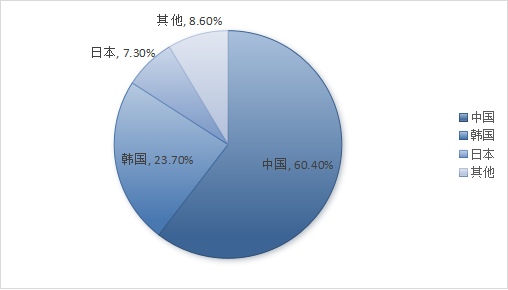 其他, 8.60%
日本, 7.30%
韩国, 23.70%
中国, 60.40%
中国
韩国
日本
其他